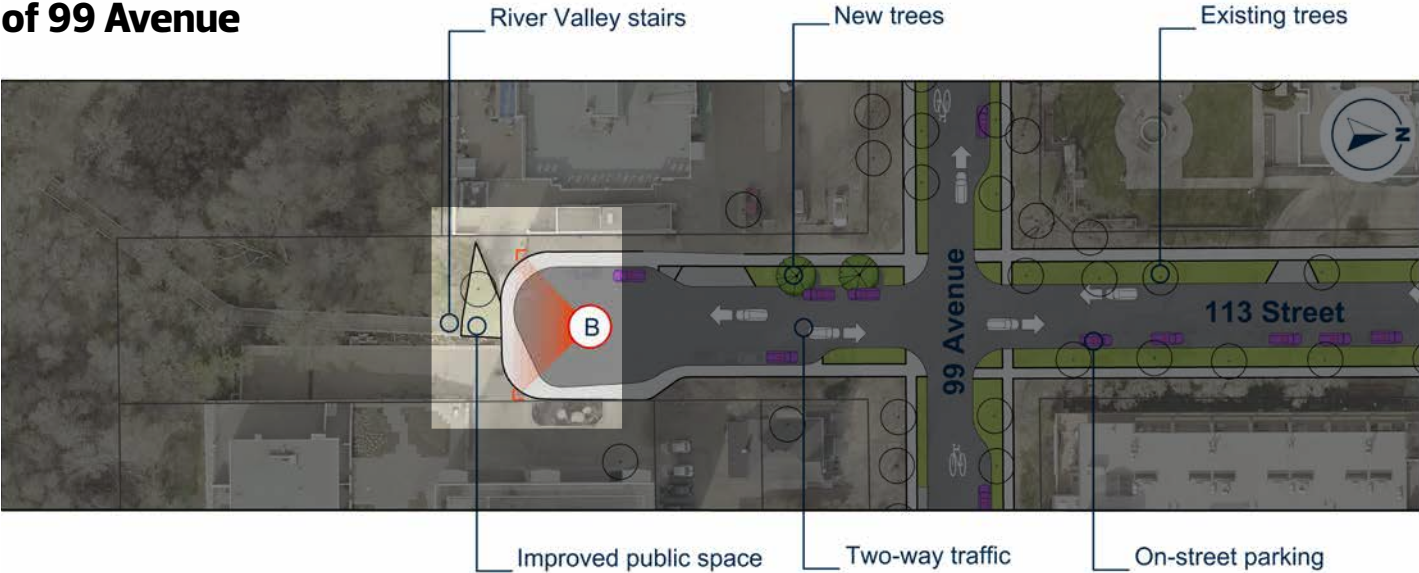 of 99 Avenue
River Valley stairs
New trees
Existing trees
N
B
99 Avenue
113 Street
Improved public space
Two-way traffic
On-street parking